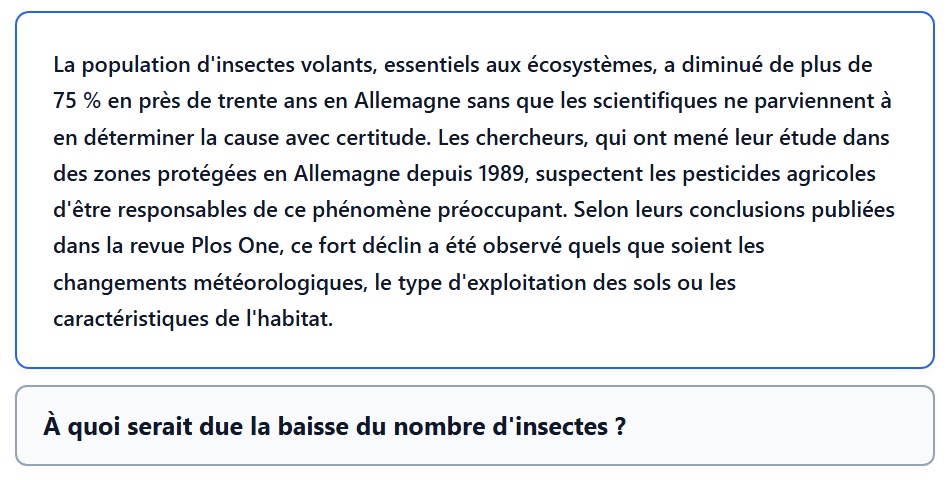 La population d'insectes volants, essentiels aux écosystèmes, a diminué de plus de
75 % en près de trente ans en Allemagne sans que les scientifiques ne parviennent à
en déterminer la cause avec certitude. Les chercheurs, qui ont mené leur étude dans
des zones protégées en Allemagne depuis 1989, suspectent les pesticides agricoles
d'être responsables de ce phénomène préoccupant. Selon leurs conclusions publiées
dans la revue Plos One, ce fort déclin a été observé quels que soient les
changements météorologiques, le type d'exploitation des sols ou les
caractéristiques de l'habitat.
À quoi serait due la baisse du nombre d'insectes ?